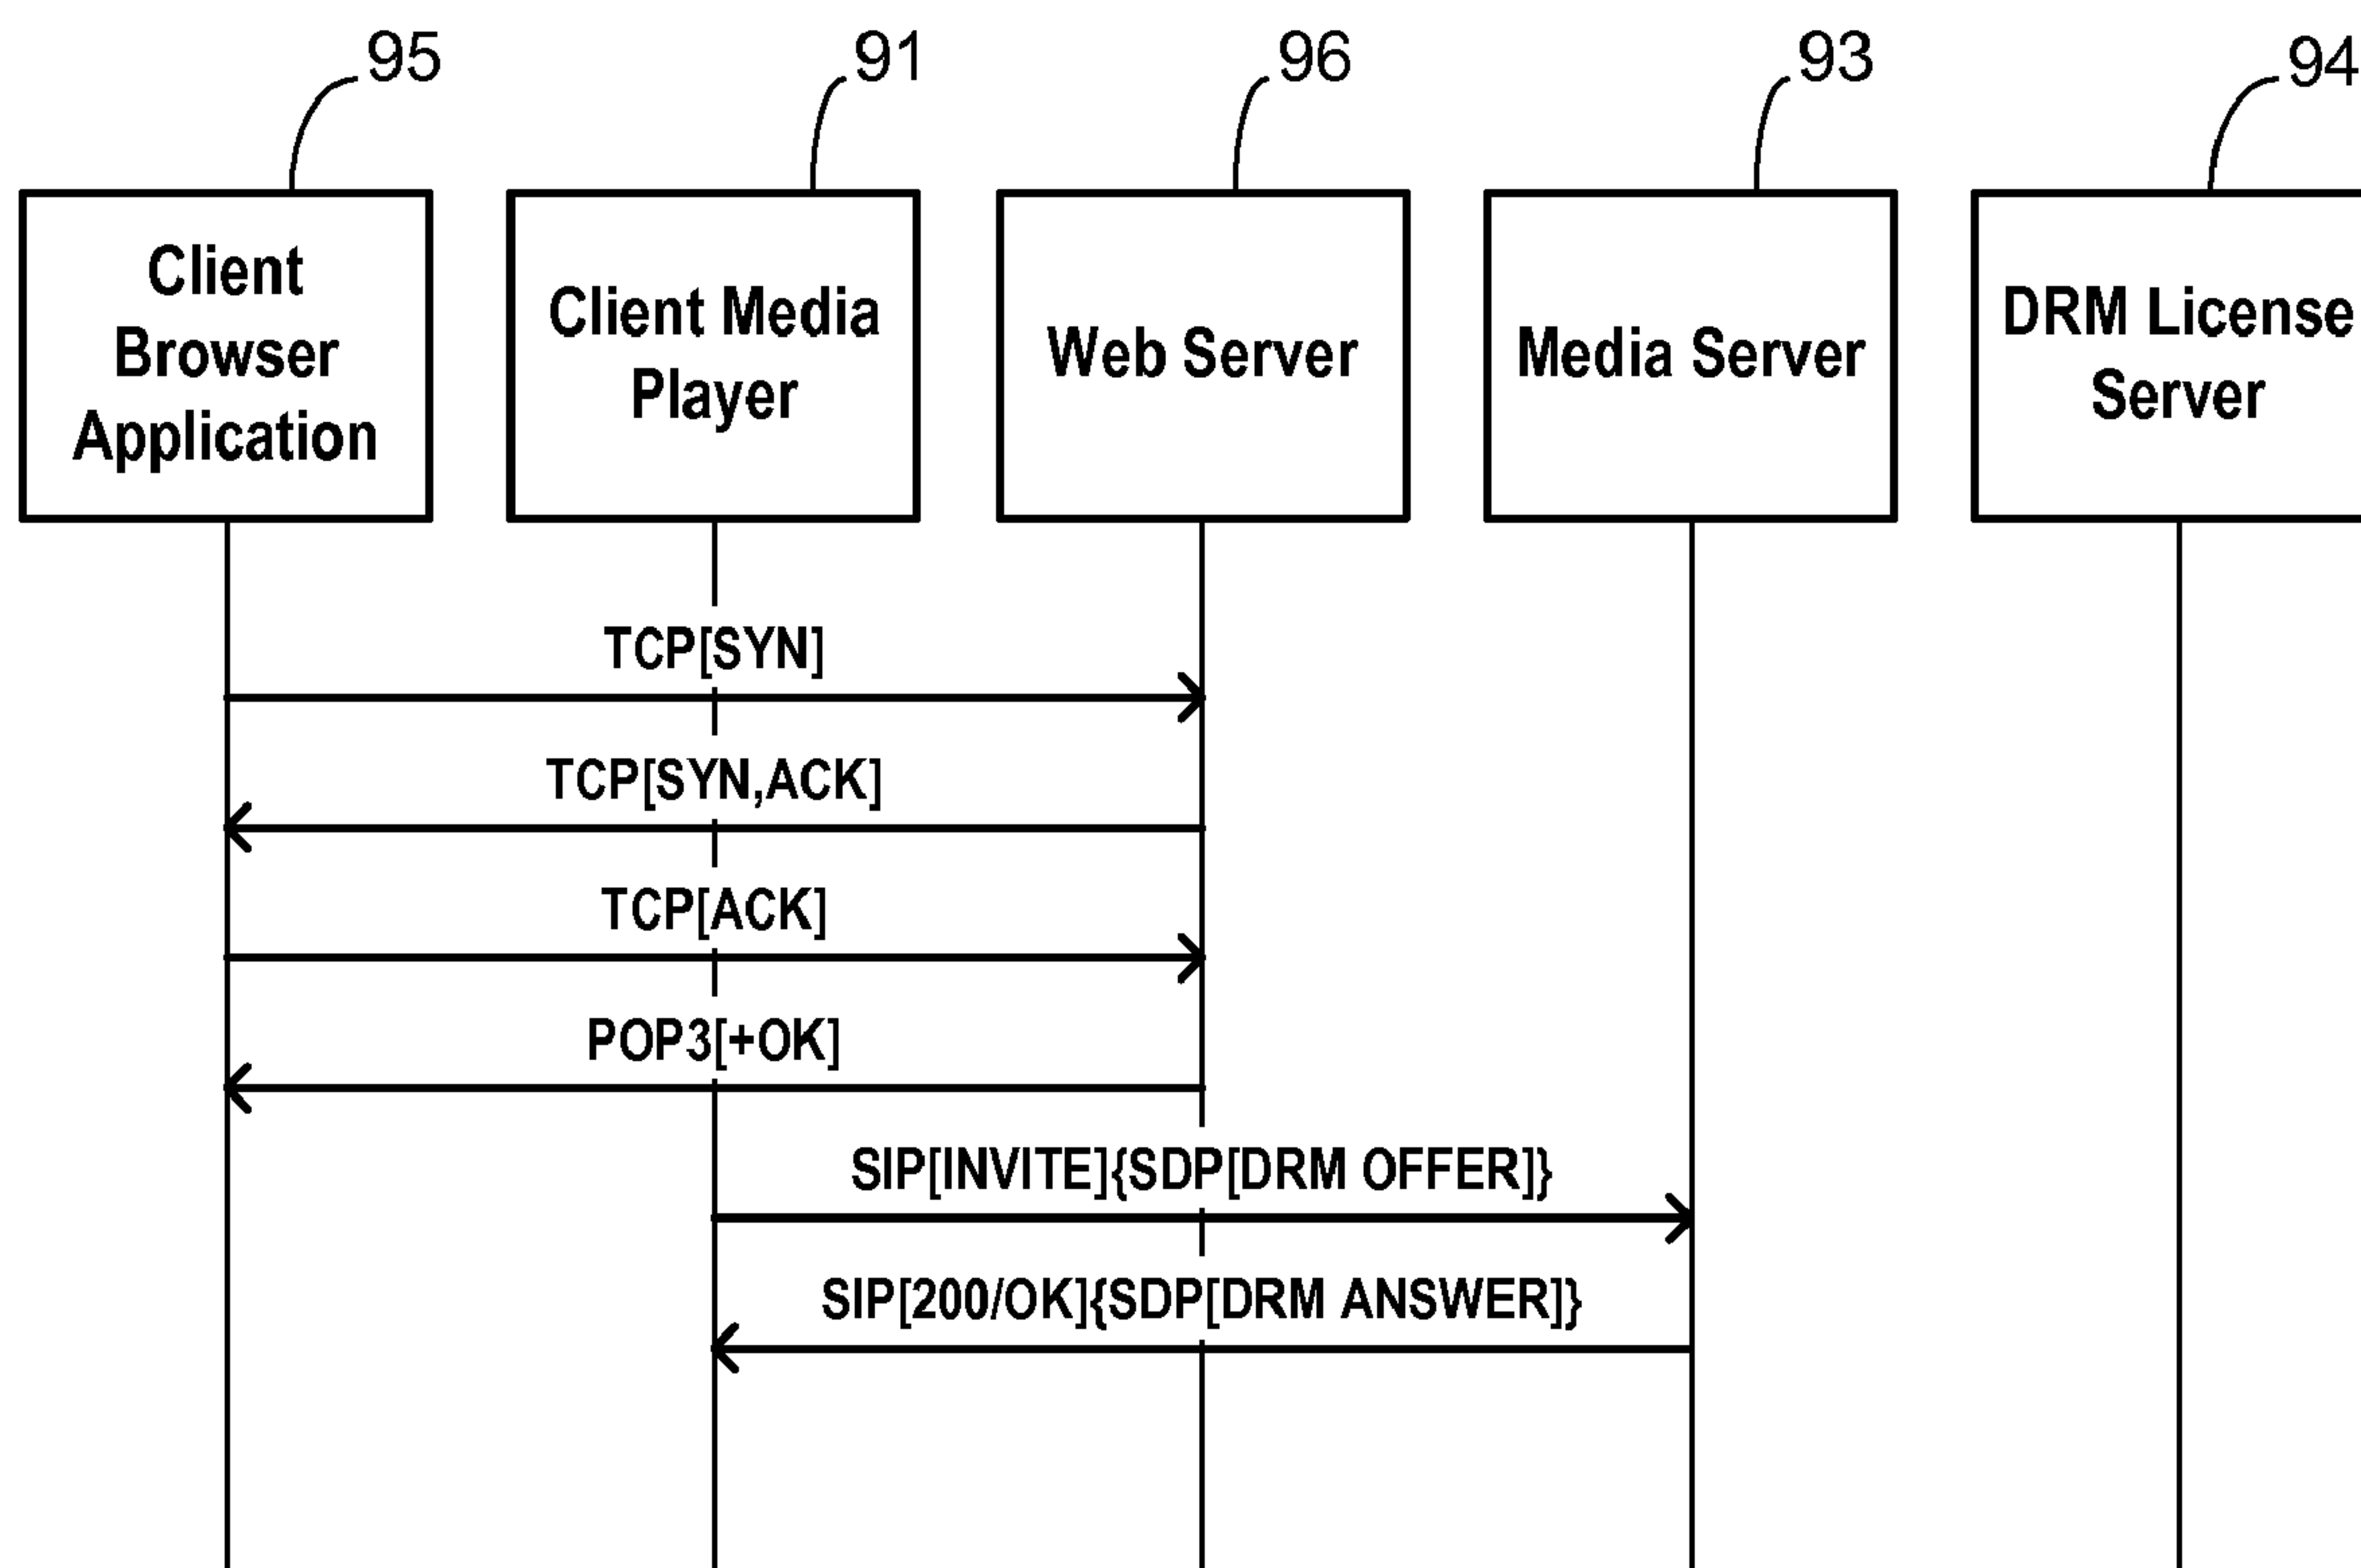 95
91
96
93
94
Client
Browser
Application
Client Media
Player
Web Server
Media Server
DRM License
Server
TCP[SYN]
TCP[SYN,ACK]
TCP[ACK]
POP3[+OK]
SIP[INVITE]{SDP[DRM OFFER]}
SIP[200/OK]{SDP[DRM ANSWER]}